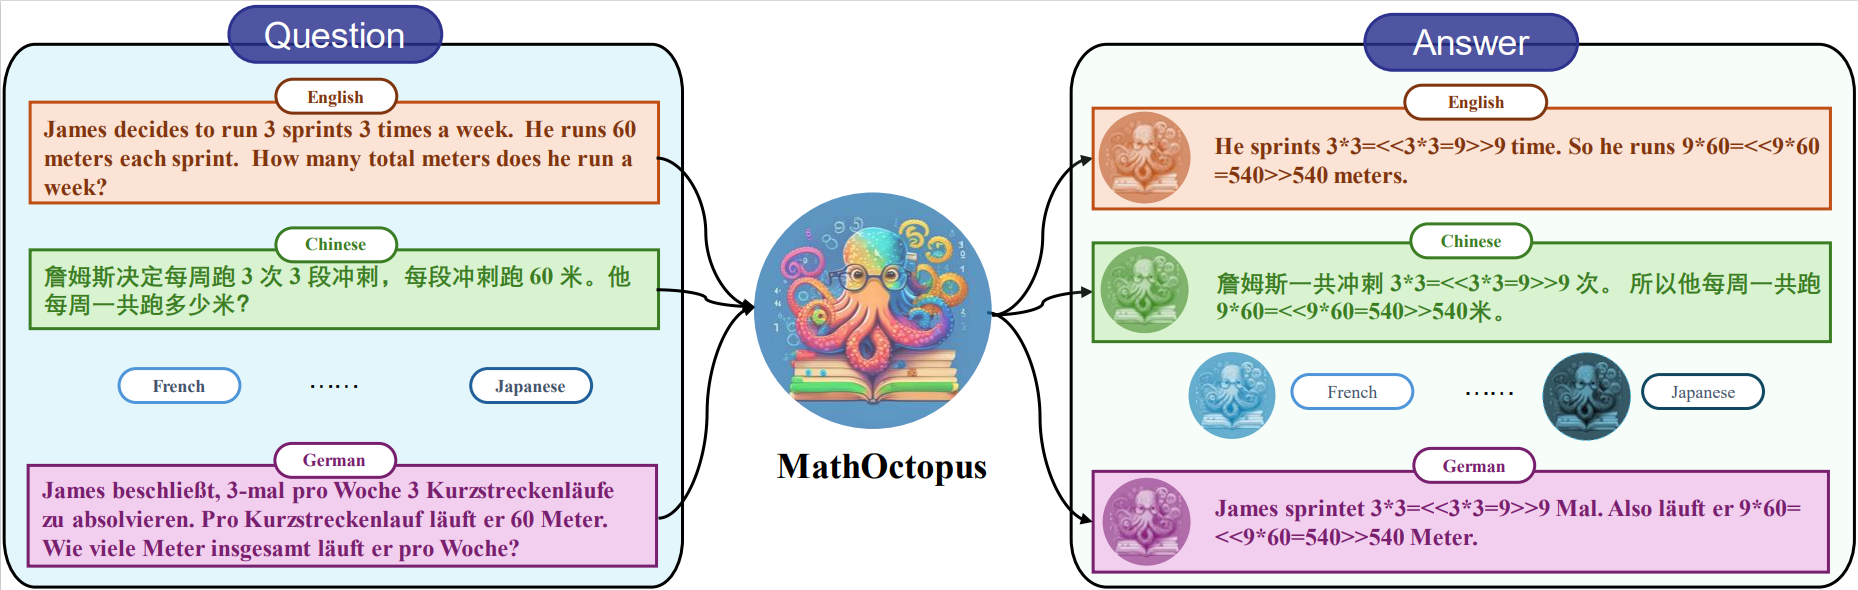 Question
English
James decides to run 3 sprints 3 times a week. He runs 60
meters each sprint. How many total meters does he run a
week?
Chinese
詹姆斯决定每周跑 3 次 3 段冲刺，每段冲刺跑 60 米。他
每周一共跑多少米？
French
······
Japanese
German
James beschließt, 3-mal pro Woche 3 Kurzstreckenläufe
zu absolvieren. Pro Kurzstreckenlauf läuft er 60 Meter.
Wie viele Meter insgesamt läuft er pro Woche?
MathOctopus
Answer
English
He sprints 3*3=<<3*3=9>>9 time. So he runs 9*60=<<9*60
=540>>540 meters.
Chinese
詹姆斯一共冲刺 3*3=<<3*3=9>>9 次。 所以他每周一共跑
9*60=<<9*60=540>>540米。
French
······
Japanese
German
James sprintet 3*3=<<3*3=9>>9 Mal. Also läuft er 9*60=
<<9*60=540>>540 Meter.